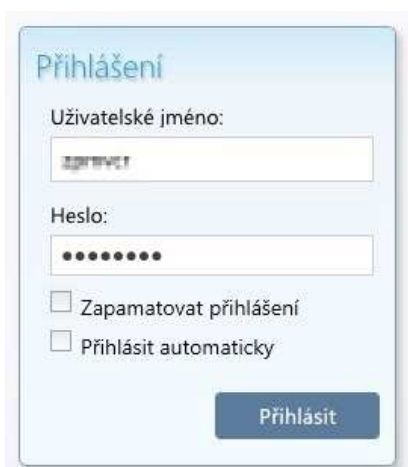 Přihlášení
Uživatelské jméno:
Heslo:
••••••••
Zapamatovat přihlášení
Přihlásit automaticky
Přihlásit